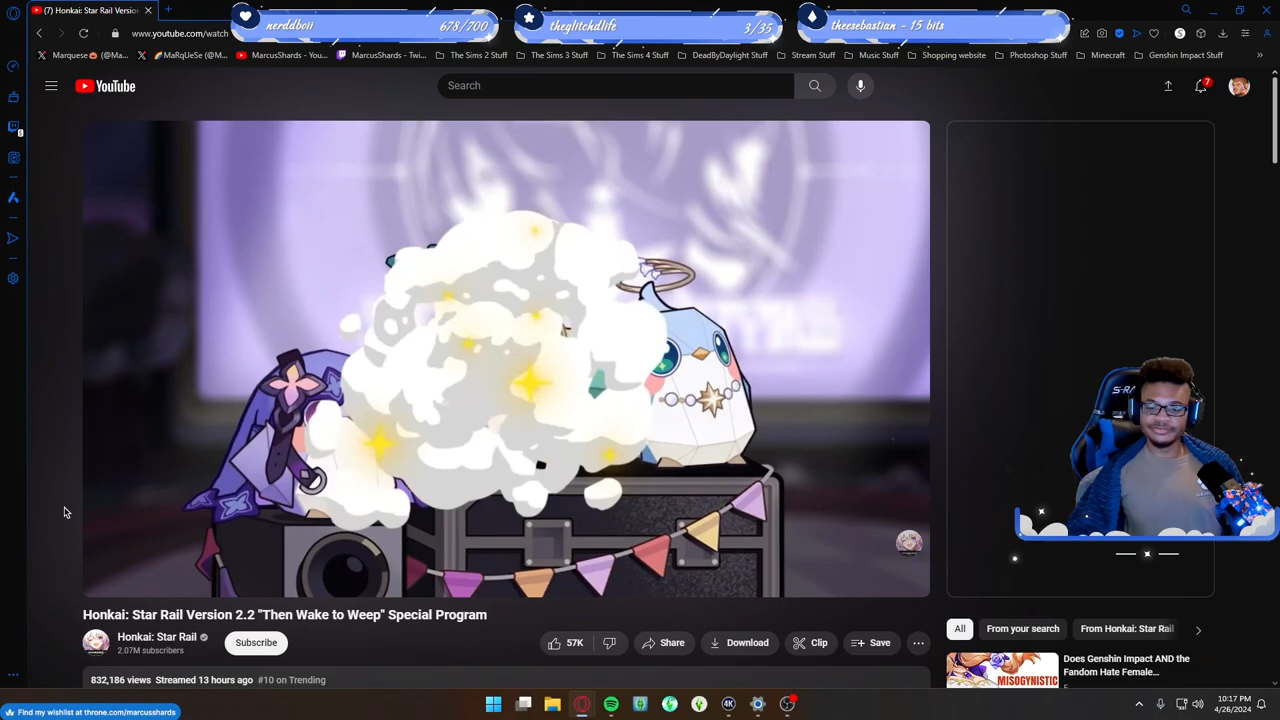 (7) Honkai: Star Rail Versio
www.youtube.com/watch
nerddboii
678/700
theglitchdlife
3/35
theesebastian - 15 bits
Marquese
(@Ma...
MaRqUeSe (@M...
MarcusShards - You...
MarcusShards - Twi...
The Sims 2 Stuff
The Sims 3 Stuff
The Sims 4 Stuff
DeadByDaylight Stuff
Stream Stuff
Music Stuff
Shopping website
Photoshop Stuff
Minecraft
Genshin Impact Stuff
YouTube
Search
7
Honkai: Star Rail Version 2.2 "Then Wake to Weep" Special Program
Honkai: Star Rail
2.07M subscribers
Subscribe
57K
Share
Download
Clip
Save
832,186 views Streamed 13 hours ago #10 on Trending
All
From your search
From Honkai: Star Rail
MISOGYNISTIC
Does Genshin Impact AND the
Fandom Hate Female...
Find my wishlist at throne.com/marcusshards
10:17 PM
4/26/2024